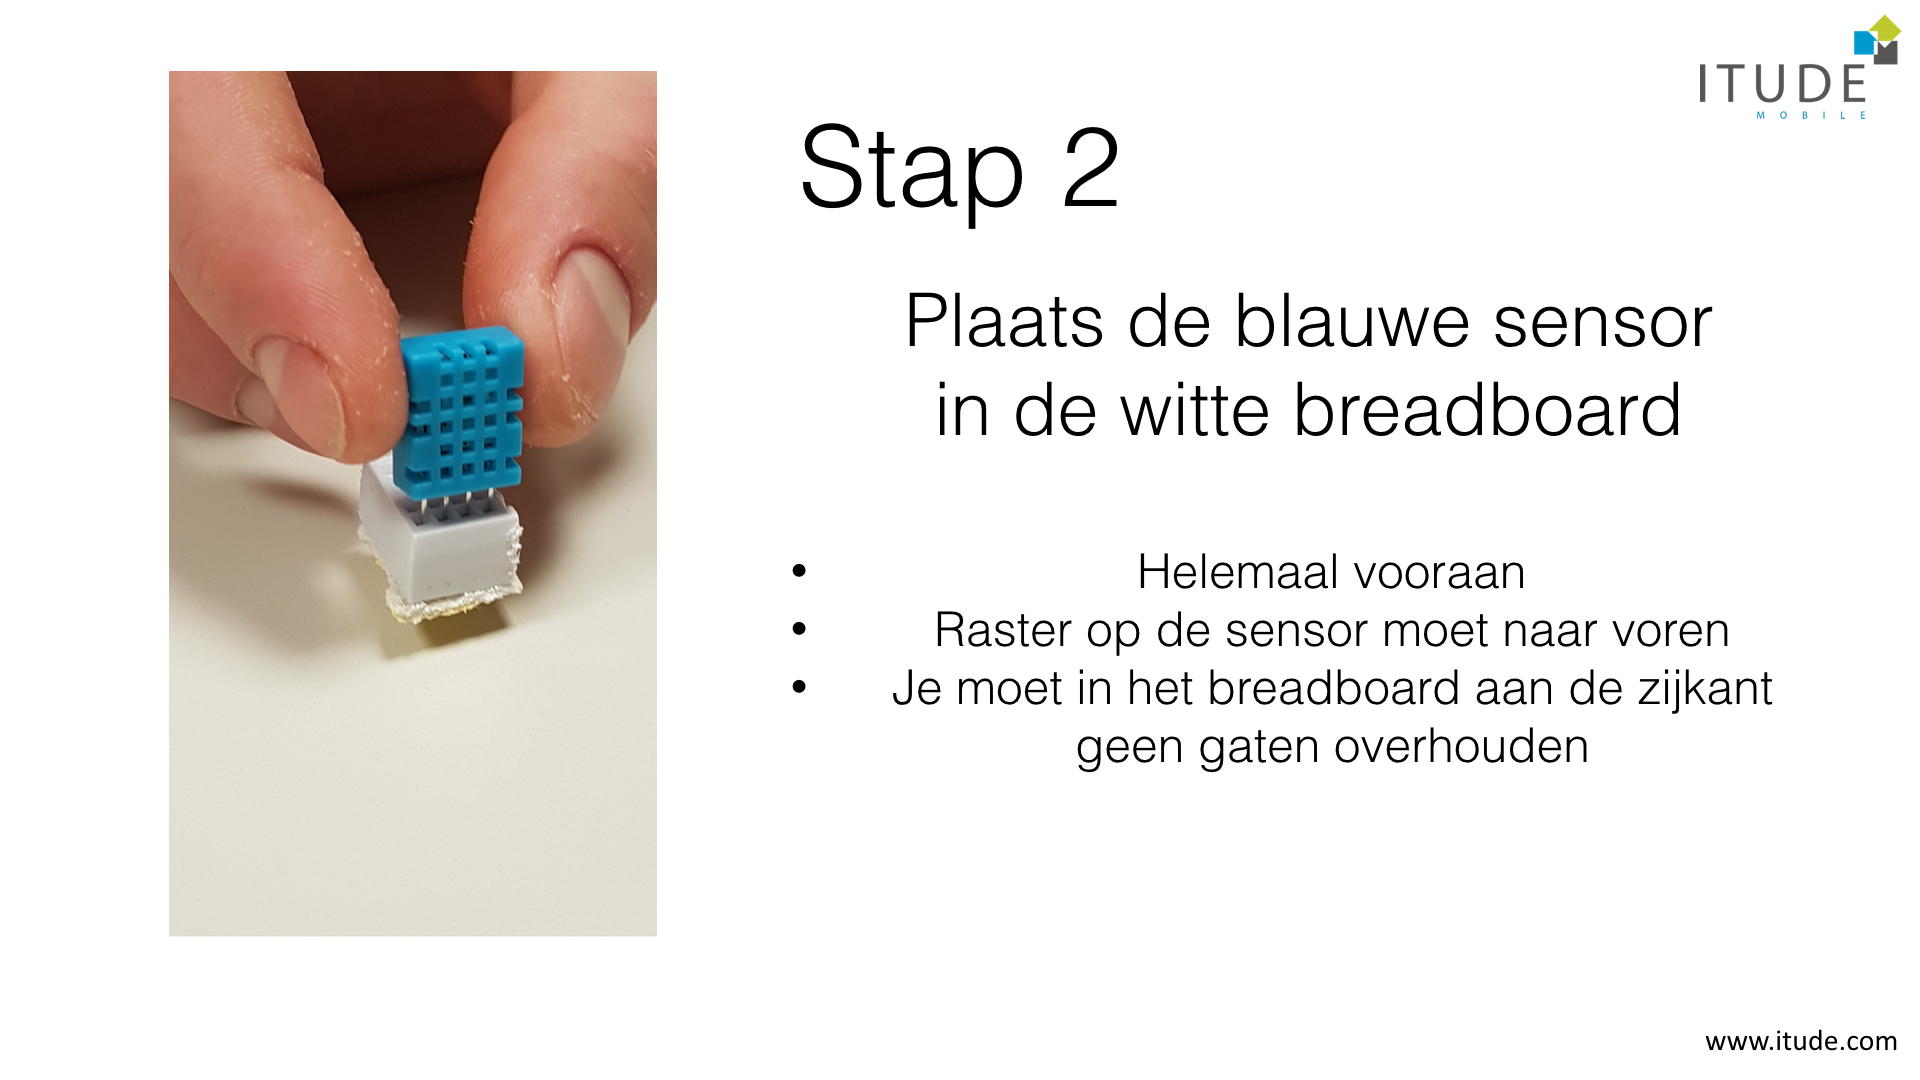 ITUDE
MOBILE
Stap 2
Plaats de blauwe sensor
in de witte breadboard
• Helemaal vooraan
• Raster op de sensor moet naar voren
• Je moet in het breadboard aan de zijkant
geen gaten overhouden
www.itude.com